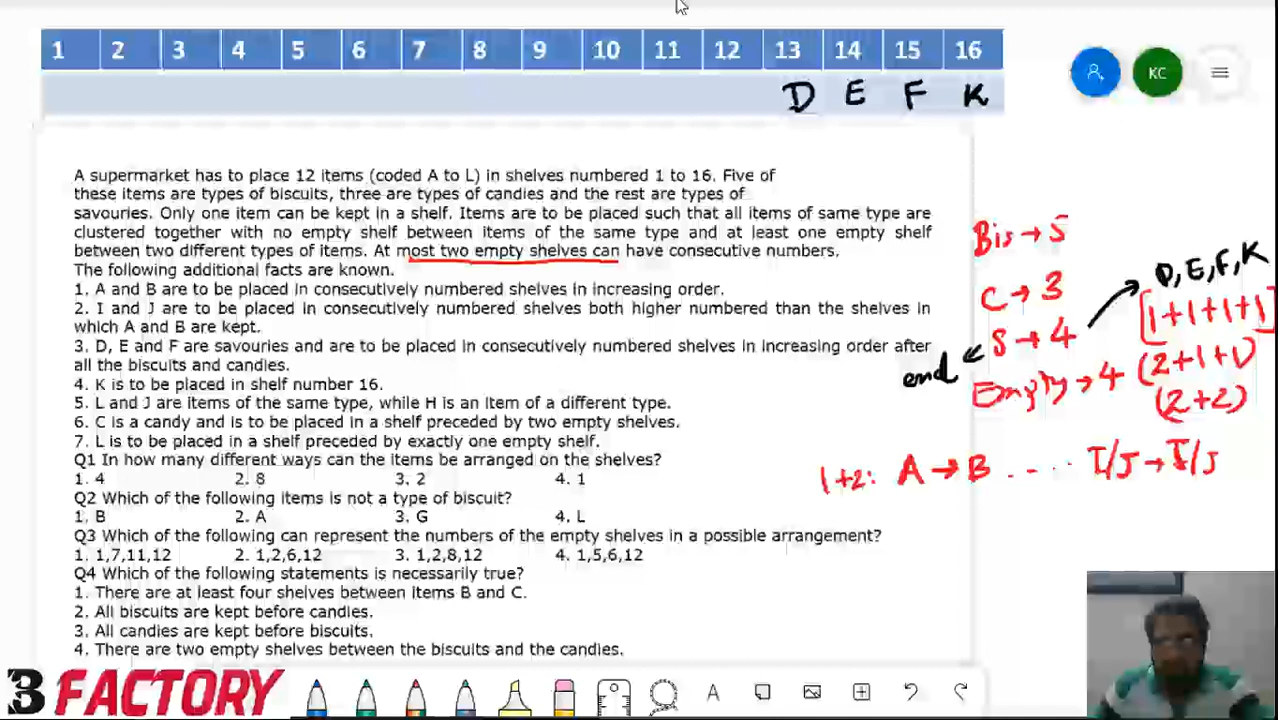 1 2 3 4 5 6 7 8 9 10 11 12 13 14 15 16
D E F K
KC
A supermarket has to place 12 items (coded A to L) in shelves numbered 1 to 16. Five of
these items are types of biscuits, three are types of candies and the rest are types of
savouries. Only one item can be kept in a shelf. Items are to be placed such that all items of same type are
clustered together with no empty shelf between items of the same type and at least one empty shelf
between two different types of items. At most two empty shelves can have consecutive numbers.
The following additional facts are known.
1. A and B are to be placed in consecutively numbered shelves in increasing order.
2. I and J are to be placed in consecutively numbered shelves both higher numbered than the shelves in
which A and B are kept.
3. D, E and F are savouries and are to be placed in consecutively numbered shelves in increasing order after
all the biscuits and candies.
4. K is to be placed in shelf number 16.
5. L and J are items of the same type, while H is an item of a different type.
6. C is a candy and is to be placed in a shelf preceded by two empty shelves.
7. L is to be placed in a shelf preceded by exactly one empty shelf.
Q1 In how many different ways can the items be arranged on the shelves?
1. 4 2. 8 3. 2 4. 1
Q2 Which of the following items is not a type of biscuit?
1, B 2. A 3. G 4. L
Q3 Which of the following can represent the numbers of the empty shelves in a possible arrangement?
1. 1,7,11,12 2. 1,2,6,12 3. 1,2,8,12 4. 1,5,6,12
Q4 Which of the following statements is necessarily true?
1. There are at least four shelves between items B and C.
2. All biscuits are kept before candies.
3. All candies are kept before biscuits.
4. There are two empty shelves between the biscuits and the candies.
Bis → 5
C → 3
S → 4
end
Empty → 4
D, E, F, K
[1+1+1+1]
(2+1+1)
(2+2)
1+2: A → B ..... I/J → I/J
3 FACTORY
A